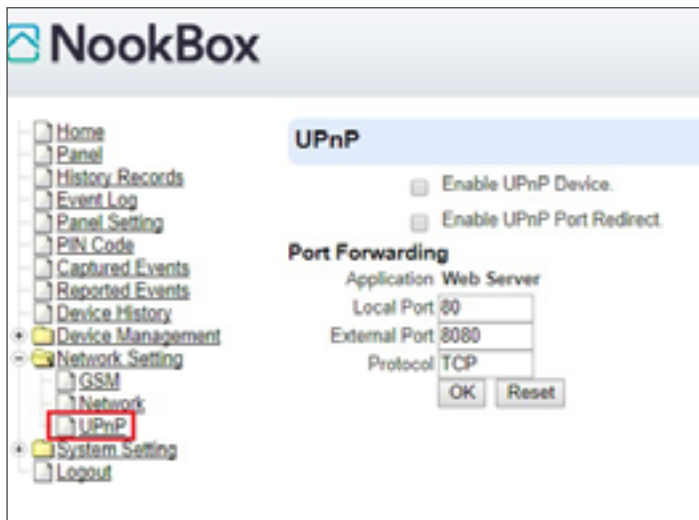 NookBox
Home
Panel
History Records
Event Log
Panel Setting
PIN Code
Captured Events
Reported Events
Device History
Device Management
Network Setting
GSM
Network
UPnP
System Setting
Logout
UPnP
Enable UPnP Device.
Enable UPnP Port Redirect.
Port Forwarding
Application Web Server
Local Port 80
External Port 8080
Protocol TCP
OK Reset